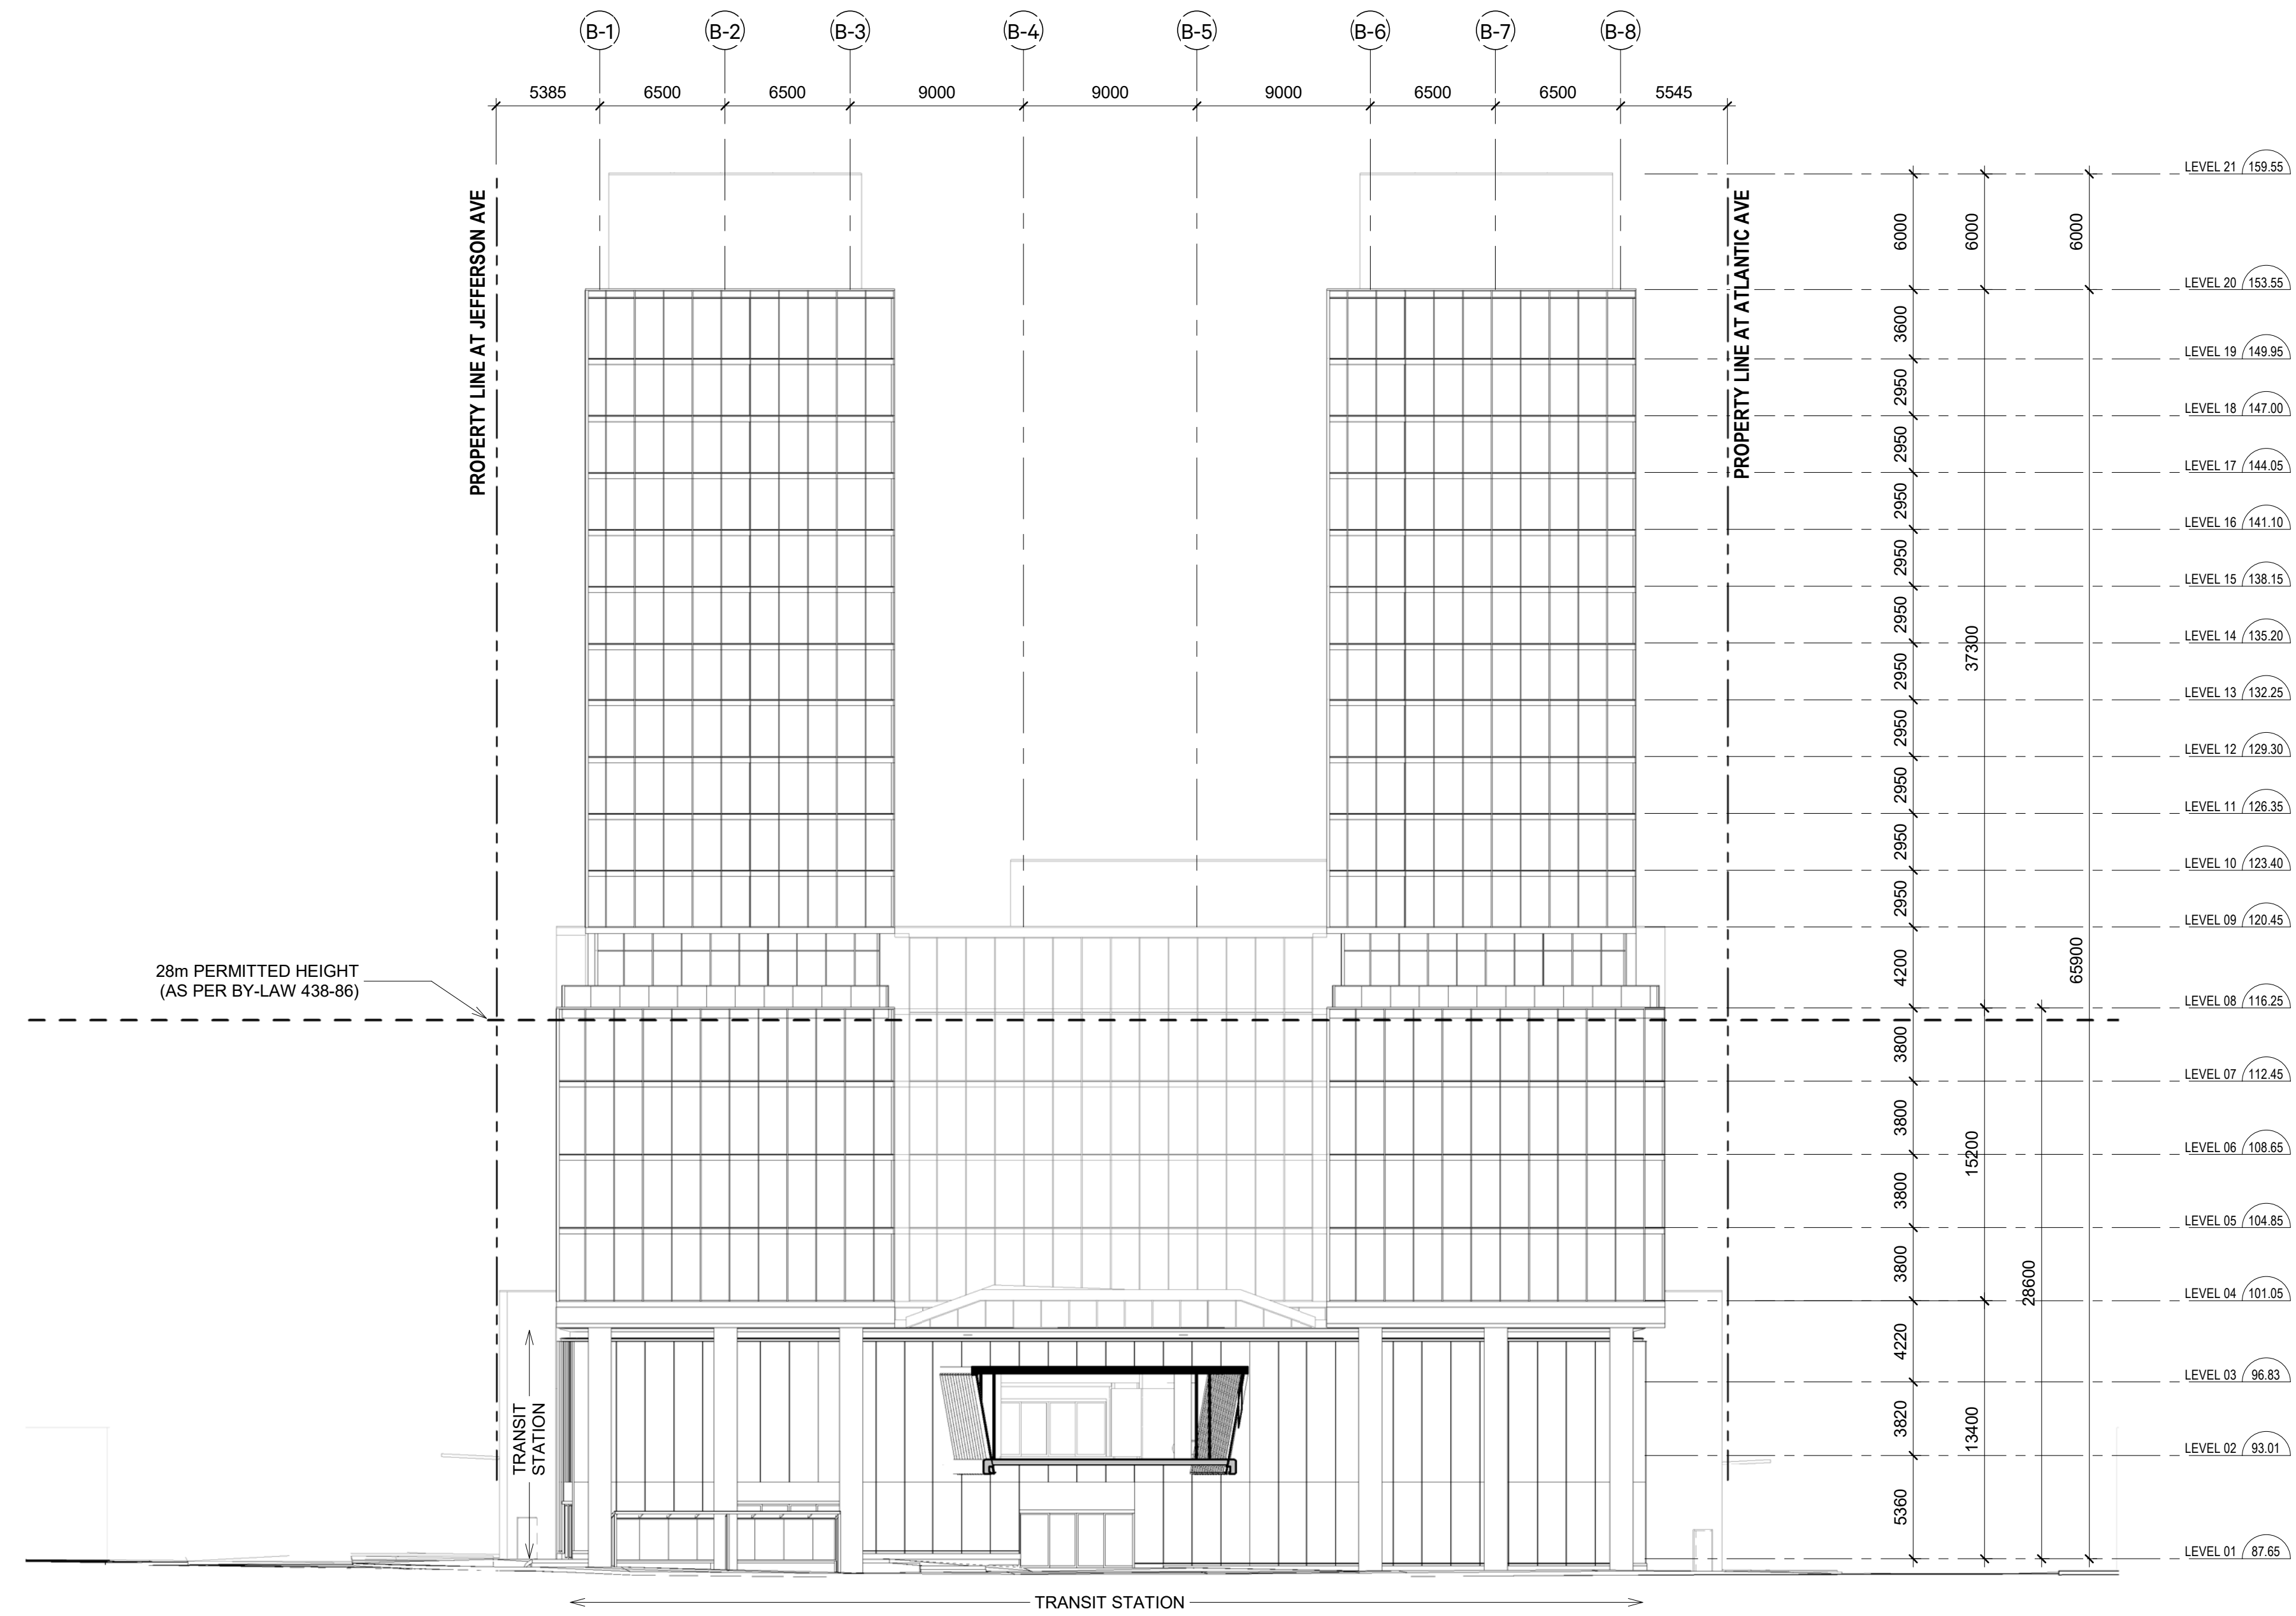 B-1 B-2 B-3 B-4 B-5 B-6 B-7 B-8
5385 6500 6500 9000 9000 9000 6500 6500 5545
PROPERTY LINE AT JEFFERSON AVE
PROPERTY LINE AT ATLANTIC AVE
LEVEL 21 159.55
6000 6000 6000
LEVEL 20 153.55
3600
LEVEL 19 149.95
2950
LEVEL 18 147.00
2950
LEVEL 17 144.05
2950
LEVEL 16 141.10
2950
LEVEL 15 138.15
2950
LEVEL 14 135.20
37300
2950
LEVEL 13 132.25
2950
LEVEL 12 129.30
2950
LEVEL 11 126.35
2950
LEVEL 10 123.40
2950
LEVEL 09 120.45
4200
65900
28m PERMITTED HEIGHT
(AS PER BY-LAW 438-86)
LEVEL 08 116.25
3800
LEVEL 07 112.45
3800
LEVEL 06 108.65
15200
3800
LEVEL 05 104.85
3800
28600
LEVEL 04 101.05
4220
LEVEL 03 96.83
3820
13400
LEVEL 02 93.01
5360
LEVEL 01 87.65
TRANSIT
STATION
TRANSIT STATION